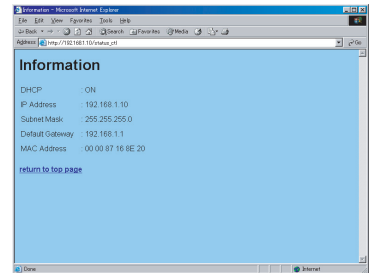 Information - Microsoft Internet Explorer
File Edit View Favorites Tools Help
Back Search Favorites Media
Address http://192.168.1.10/status_ctl Go
Information
DHCP : ON
IP Address : 192.168.1.10
Subnet Mask : 255.255.255.0
Default Gateway : 192.168.1.1
MAC Address : 00 00 87 16 8E 20
return to top page
Done Internet